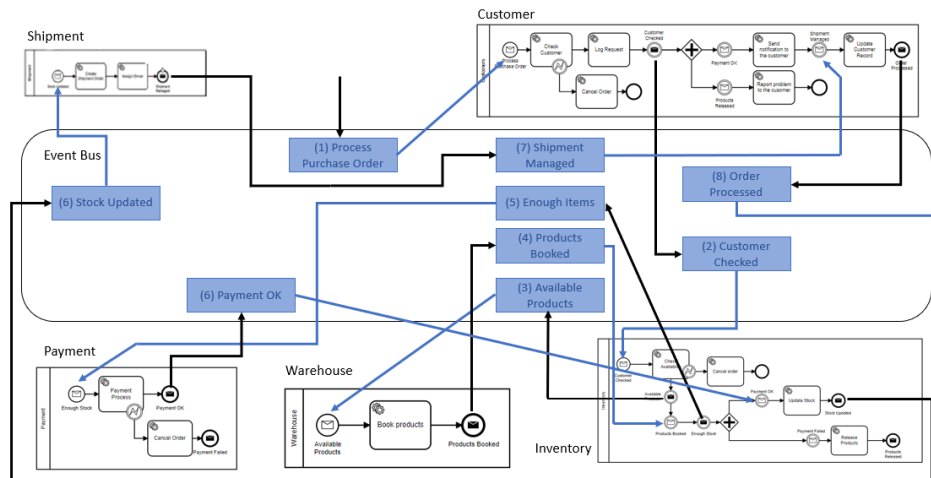 Customer
Shipment
Customer
Checked
Shipment
Managed
Check
Customer
Log Request
Send
notification to
the customer
Update
Customer
Record
Customers
Process
Purchase Order
Payment OK
Order
Processed
Cancel Order
Products
Released
Report problem
to the cusomer
Shipment
Create
Shipment Order
Assign Driver
Stock Updated
Shipment
Managed
Event Bus
(1) Process
Purchase Order
(7) Shipment
Managed
(8) Order
Processed
(6) Stock Updated
(5) Enough Items
(4) Products
Booked
(2) Customer
Checked
(6) Payment OK
(3) Available
Products
Payment
Payment
Payment
Process
Enough Stock
Payment OK
Cancel Order
Payment Failed
Warehouse
Warehouse
Book products
Available
Products
Products Booked
Inventory
Check
Cancel order
Customer
Checked
Payment OK
Update Stock
Stock Updated
Products Booked
Enough Stock
Payment Failed
Release
Products
Products
Released